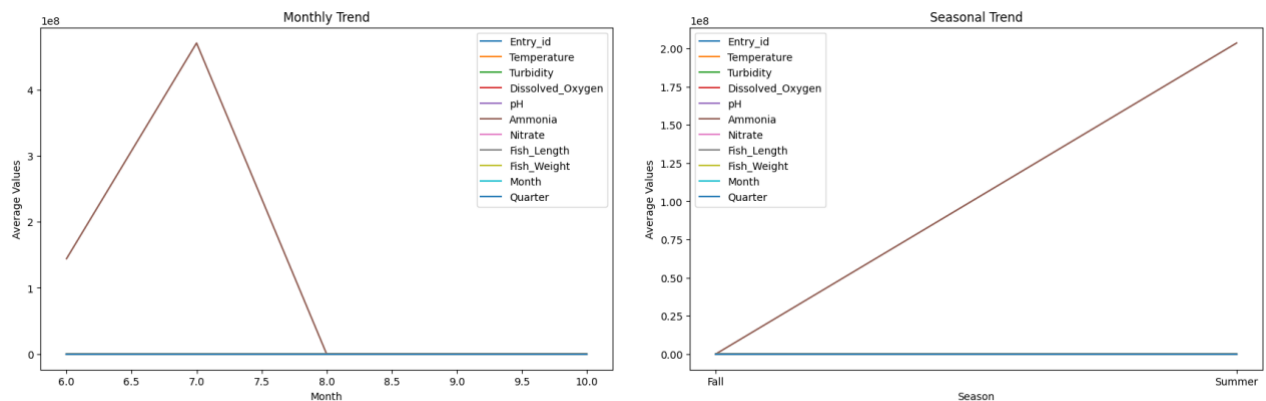 Monthly Trend
1e8
Average Values
4
3
2
1
0
6.0 6.5 7.0 7.5 8.0 8.5 9.0 9.5 10.0
Month
Entry_id
Temperature
Turbidity
Dissolved_Oxygen
pH
Ammonia
Nitrate
Fish_Length
Fish_Weight
Month
Quarter
Seasonal Trend
1e8
Average Values
2.00
1.75
1.50
1.25
1.00
0.75
0.50
0.25
0.00
Fall Summer
Season
Entry_id
Temperature
Turbidity
Dissolved_Oxygen
pH
Ammonia
Nitrate
Fish_Length
Fish_Weight
Month
Quarter